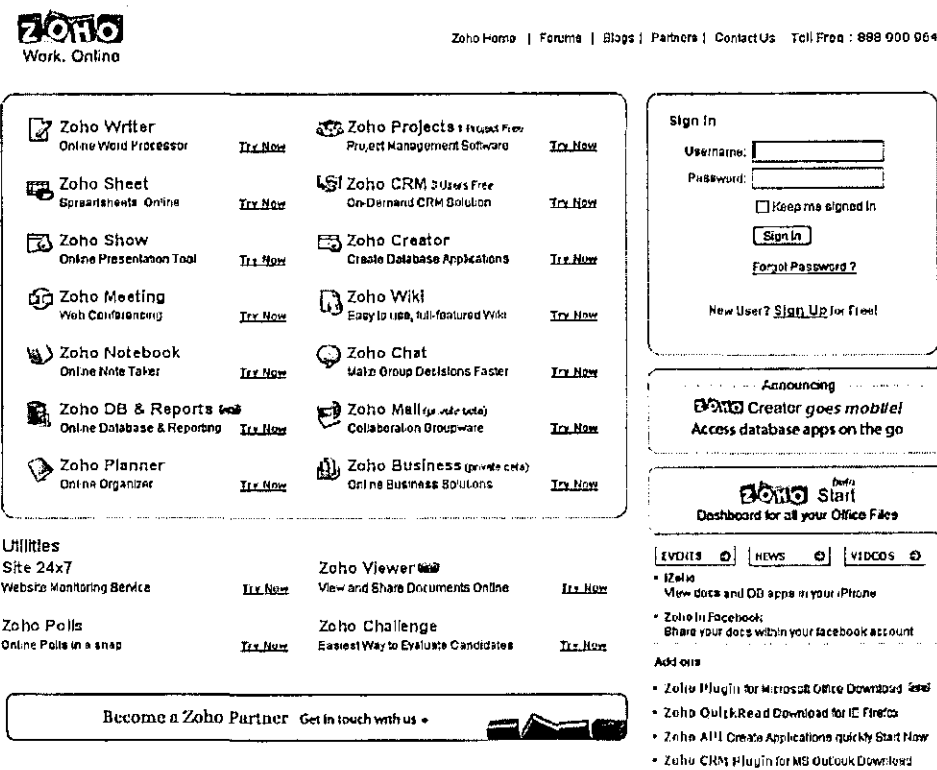 ZOHO
Work. Online
Zoho Home | Forums | Blogs | Partners | Contact Us Toll Free : 888 900 964
Zoho Writer
Online Word Processor Try Now
Zoho Sheet
Spreadsheets Online Try Now
Zoho Show
Online Presentation Tool Try Now
Zoho Meeting
Web Conferencing Try Now
Zoho Notebook
Online Note Taker Try Now
Zoho DB & Reports
Online Database & Reporting Try Now
Zoho Planner
Online Organizer Try Now
Zoho Projects 1 Project Free
Project Management Software Try Now
Zoho CRM 3 Users Free
On-Demand CRM Solution Try Now
Zoho Creator
Create Database Applications Try Now
Zoho Wiki
Easy to use, full-featured Wiki Try Now
Zoho Chat
Make Group Decisions Faster Try Now
Zoho Mail (private beta)
Collaboration Groupware Try Now
Zoho Business (private beta)
Online Business Solutions Try Now
Utilities
Site 24x7
Website Monitoring Service Try Now
Zoho Polls
Online Polls in a snap Try Now
Zoho Viewer
View and Share Documents Online Try Now
Zoho Challenge
Easiest Way to Evaluate Candidates Try Now
Become a Zoho Partner Get in touch with us
Sign In
Username:
Password:
Keep me signed in
Sign In
Forgot Password ?
New User? Sign Up for Free!
Announcing
ZOHO Creator goes mobile!
Access database apps on the go
ZOHO Start beta
Dashboard for all your Office Files
EVENTS NEWS VIDEOS
• iZoho
View docs and DB apps in your iPhone
• Zoho in Facebook
Share your docs within your facebook account
Add ons
• Zoho Plugin for Microsoft Office Download
• Zoho QuickRead Download for IE Firefox
• Zoho API Create Applications quickly Start Now
• Zoho CRM Plugin for MS Outlook Download